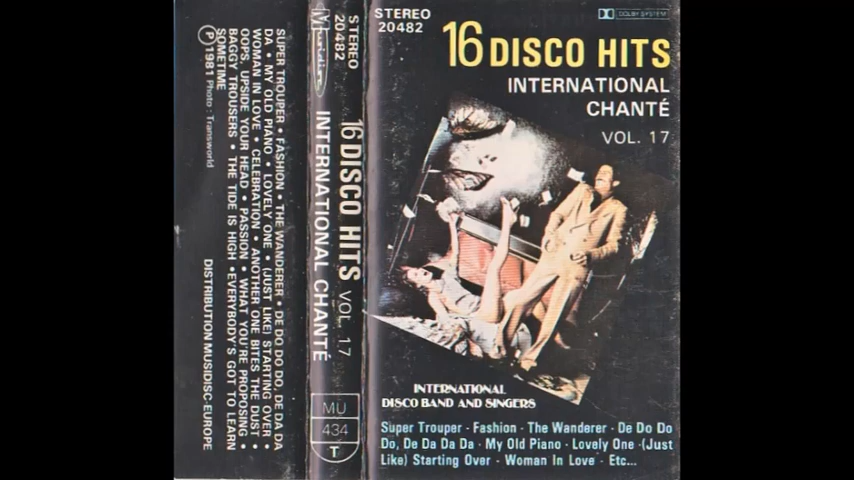 SUPER TROUPER • FASHION • THE WANDERER • DE DO DO DO, DE DA DA
DA • MY OLD PIANO • LOVELY ONE • (JUST LIKE) STARTING OVER •
WOMAN IN LOVE • CELEBRATION • ANOTHER ONE BITES THE DUST •
OOPS, UPSIDE YOUR HEAD • PASSION • WHAT YOU'RE PROPOSING •
BAGGY TROUSERS • THE TIDE IS HIGH • EVERYBODY'S GOT TO LEARN
SOMETIME
Ⓟ 1981 Photo : Transworld
DISTRIBUTION MUSIDISC-EUROPE
STEREO
20482
Musidisc
16 DISCO HITS VOL. 17
INTERNATIONAL CHANTÉ
MU
434
T
STEREO
20482
DOLBY SYSTEM
16 DISCO HITS
INTERNATIONAL
CHANTÉ
VOL. 17
INTERNATIONAL
DISCO BAND AND SINGERS
Super Trouper - Fashion - The Wanderer - De Do Do
Do, De Da Da Da - My Old Piano - Lovely One - (Just
Like) Starting Over - Woman In Love - Etc...